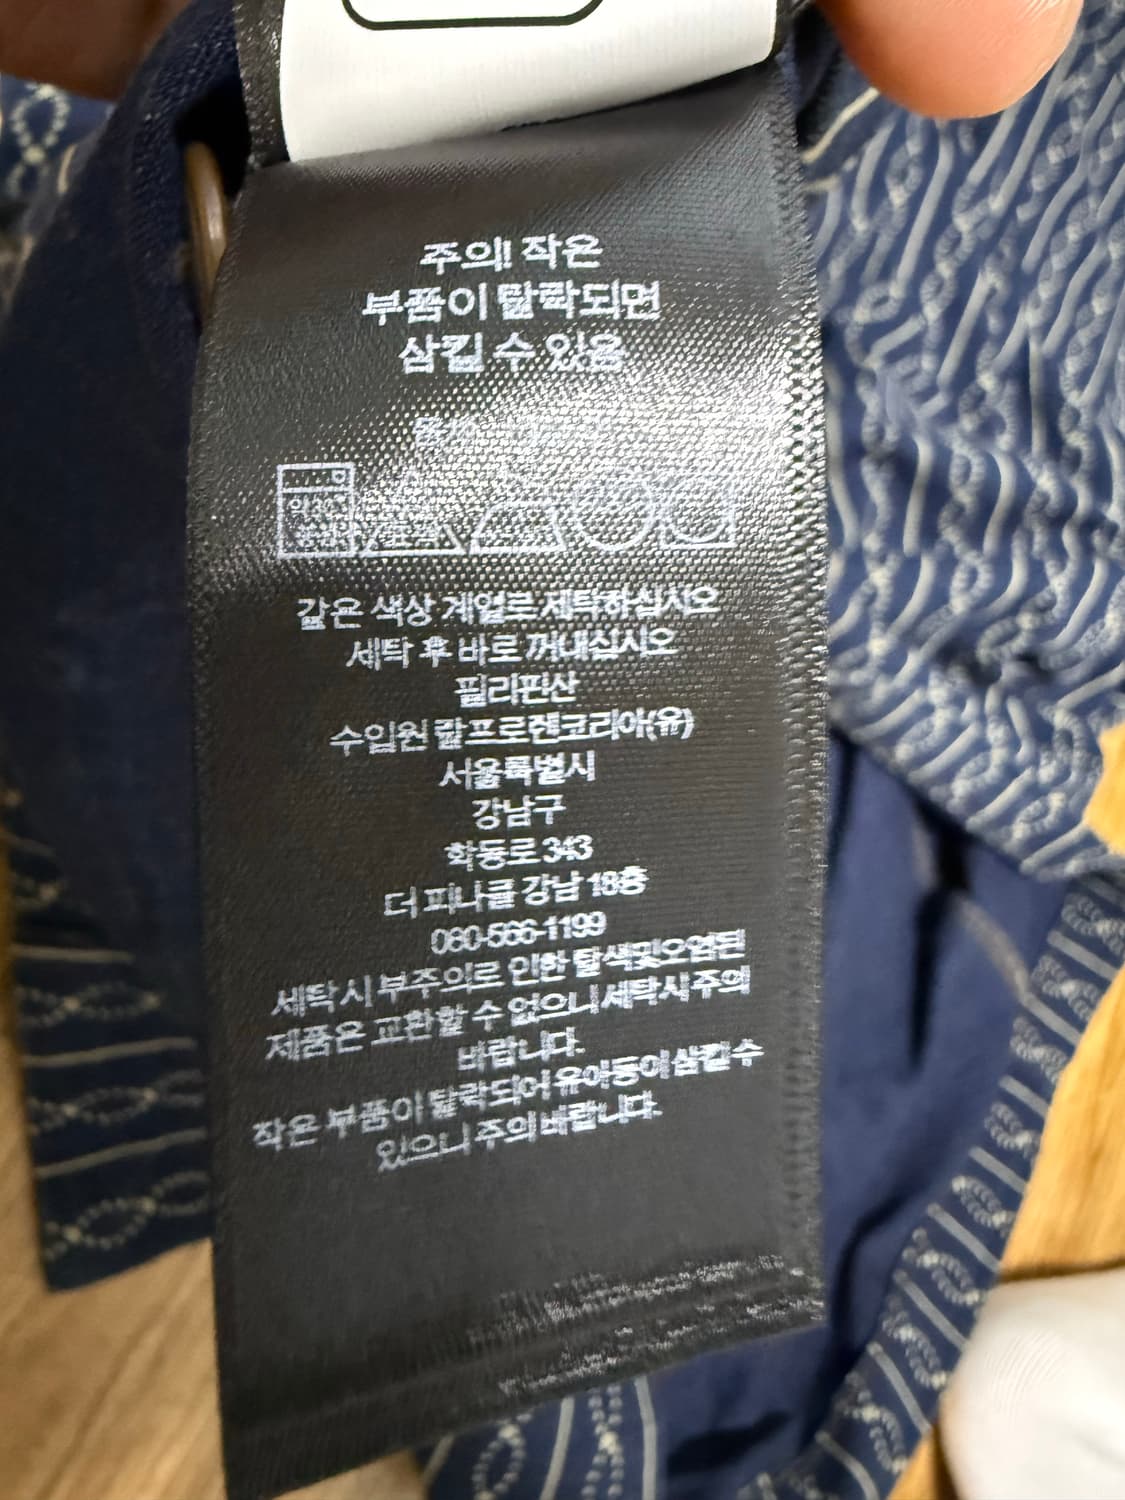 주의! 작은
부품이 탈락되면
삼킬 수 있음
같은 색상 계열로 세탁하십시오
세탁 후 바로 꺼내십시오
필리핀산
수입원 랄프로렌코리아(유)
서울특별시
강남구
학동로 343
더 피나클 강남 18층
080-566-1199
세탁시 부주의로 인한 탈색및오염된
제품은 교환할 수 없으니 세탁시 주의
바랍니다.
작은 부품이 탈락되어 유아동이 삼킬 수
있으니 주의 바랍니다.